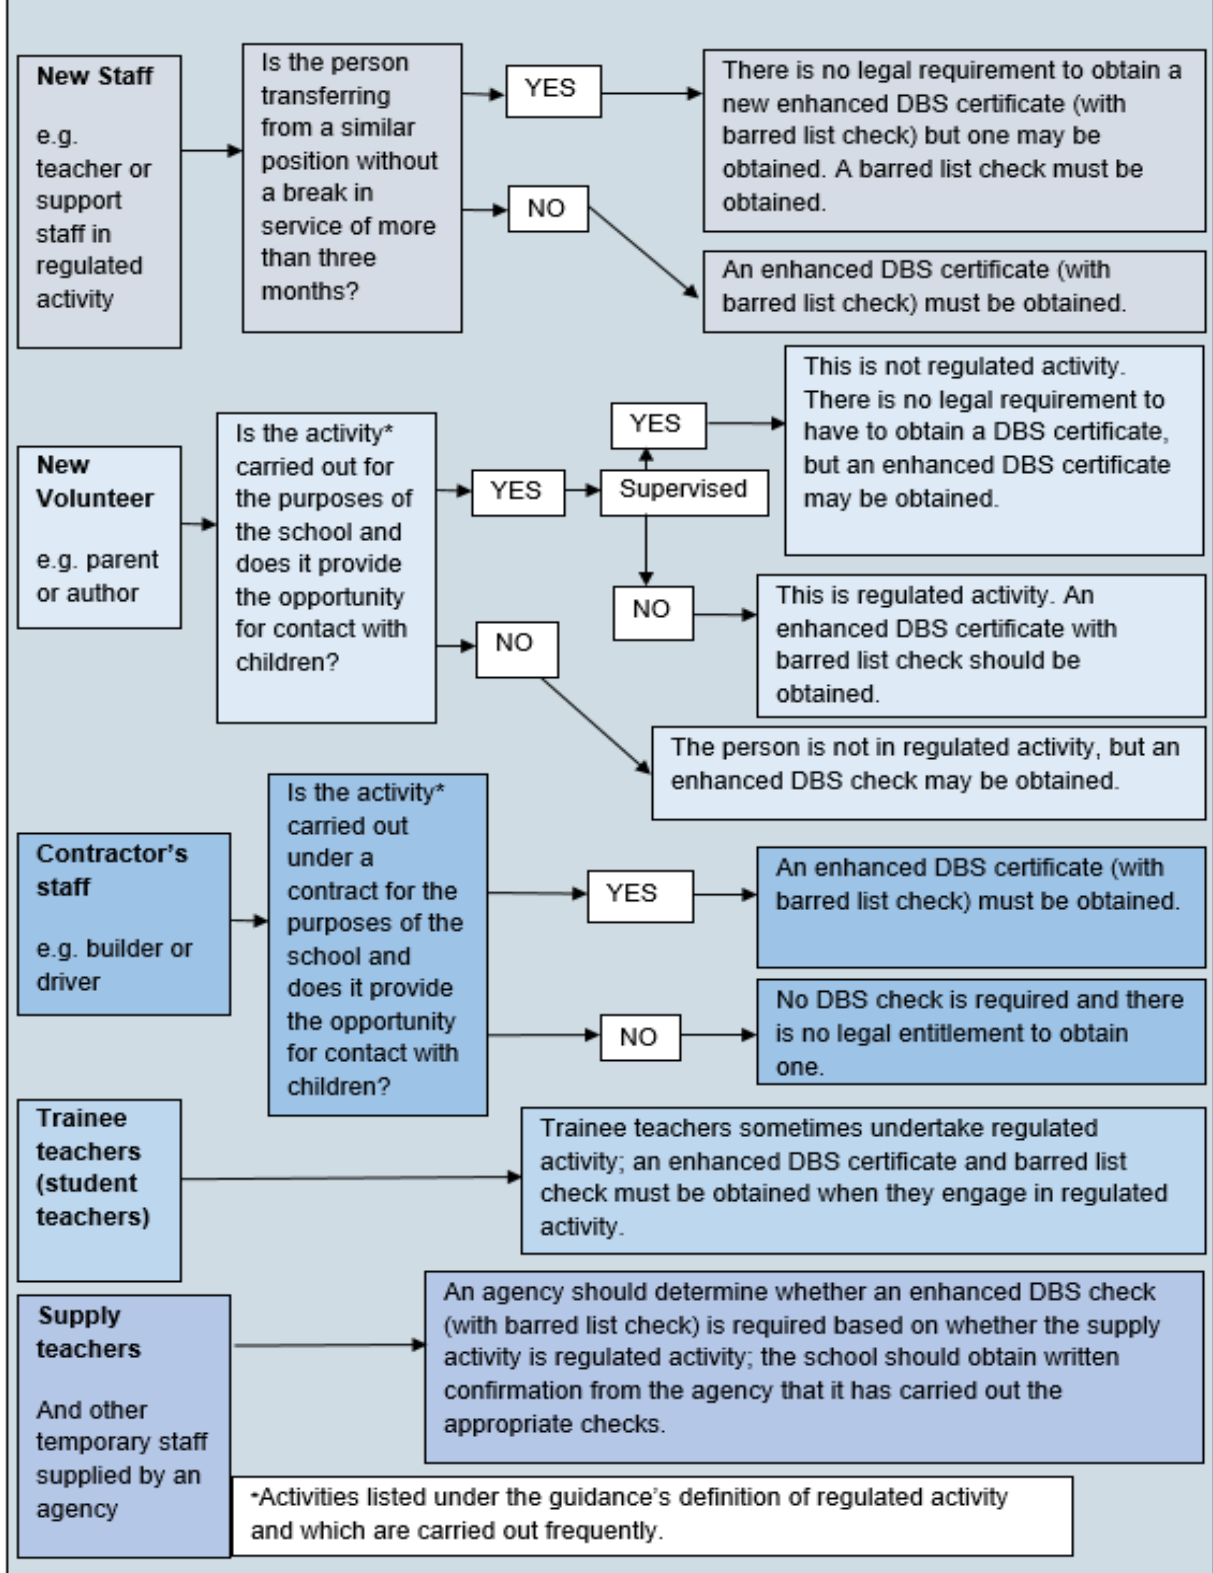 New Staff
e.g.
teacher or
support
staff in
regulated
activity
Is the person
transferring
from a similar
position without
a break in
service of more
than three
months?
YES
There is no legal requirement to obtain a
new enhanced DBS certificate (with
barred list check) but one may be
obtained. A barred list check must be
obtained.
NO
An enhanced DBS certificate (with
barred list check) must be obtained.
New
Volunteer
e.g. parent
or author
Is the activity*
carried out for
the purposes of
the school and
does it provide
the opportunity
for contact with
children?
YES
Supervised
YES
This is not regulated activity.
There is no legal requirement to
have to obtain a DBS certificate,
but an enhanced DBS certificate
may be obtained.
NO
This is regulated activity. An
enhanced DBS certificate with
barred list check should be
obtained.
NO
The person is not in regulated activity, but an
enhanced DBS check may be obtained.
Contractor's
staff
e.g. builder or
driver
Is the activity*
carried out
under a
contract for the
purposes of the
school and
does it provide
the opportunity
for contact with
children?
YES
An enhanced DBS certificate (with
barred list check) must be obtained.
NO
No DBS check is required and there
is no legal entitlement to obtain
one.
Trainee
teachers
(student
teachers)
Trainee teachers sometimes undertake regulated
activity; an enhanced DBS certificate and barred list
check must be obtained when they engage in regulated
activity.
Supply
teachers
And other
temporary staff
supplied by an
agency
An agency should determine whether an enhanced DBS check
(with barred list check) is required based on whether the supply
activity is regulated activity; the school should obtain written
confirmation from the agency that it has carried out the
appropriate checks.
*Activities listed under the guidance's definition of regulated activity
and which are carried out frequently.